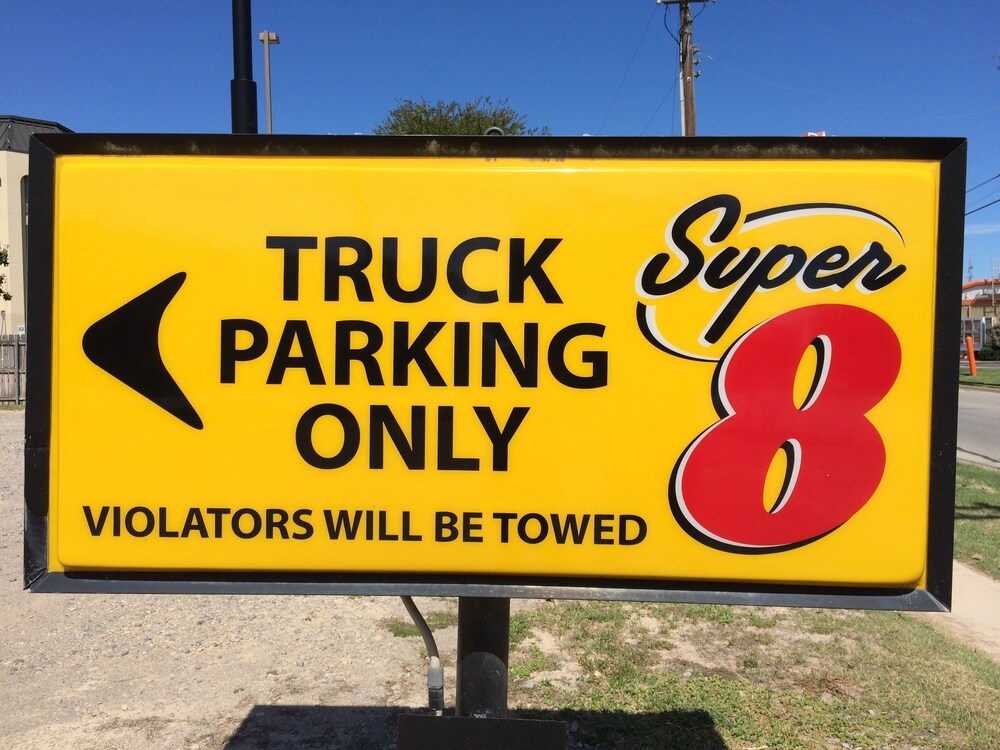 TRUCK
PARKING
ONLY
VIOLATORS WILL BE TOWED
Super
8